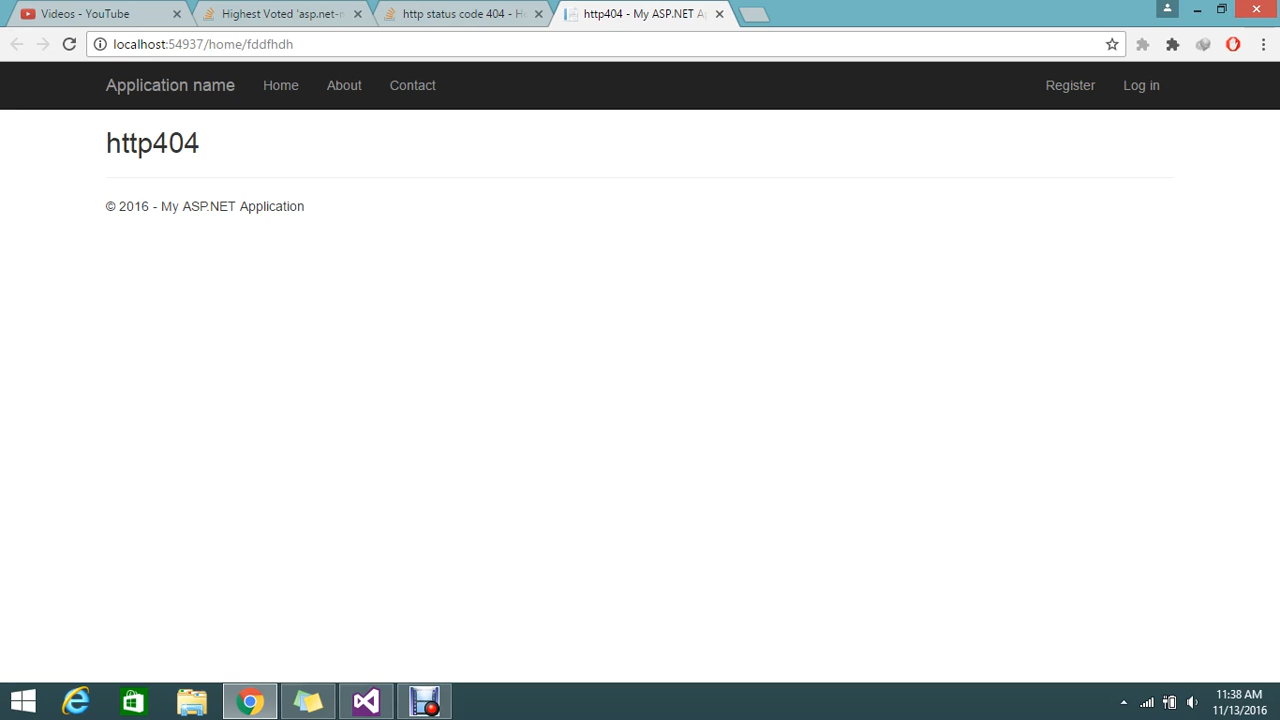 Videos - YouTube
Highest Voted 'asp.net-m
http status code 404 - Ho
http404 - My ASP.NET Ap
localhost:54937/home/fddfhdh
Application name Home About Contact Register Log in
http404
© 2016 - My ASP.NET Application
11:38 AM
11/13/2016